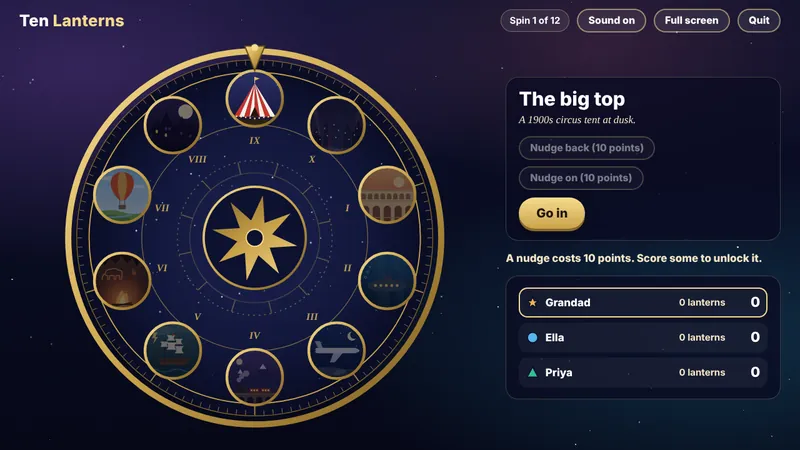 Ten Lanterns
Spin 1 of 12
Sound on
Full screen
Quit
IX
X
I
II
III
IV
V
VI
VII
VIII
The big top
A 1900s circus tent at dusk.
Nudge back (10 points)
Nudge on (10 points)
Go in
A nudge costs 10 points. Score some to unlock it.
Grandad 0 lanterns 0
Ella 0 lanterns 0
Priya 0 lanterns 0